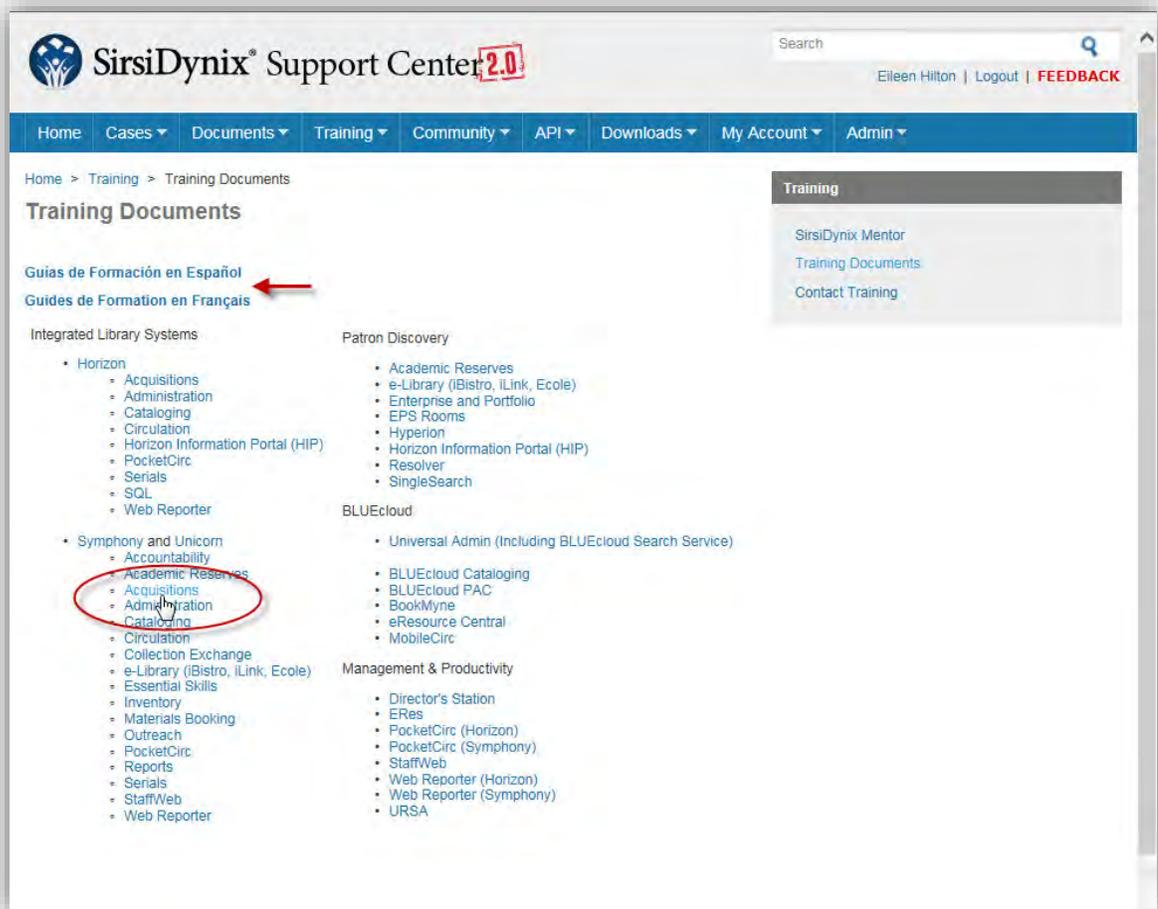 SirsiDynix® Support Center 2.0
Search
Eileen Hilton | Logout | FEEDBACK
Home Cases Documents Training Community API Downloads My Account Admin
Home > Training > Training Documents
Training Documents
Guías de Formación en Español
Guides de Formation en Français
Integrated Library Systems
• Horizon
Acquisitions
Administration
Cataloging
Circulation
Horizon Information Portal (HIP)
PocketCirc
Serials
SQL
Web Reporter
• Symphony and Unicorn
Accountability
Academic Reserves
Acquisitions
Administration
Cataloging
Circulation
Collection Exchange
e-Library (iBistro, iLink, Ecole)
Essential Skills
Inventory
Materials Booking
Outreach
PocketCirc
Reports
Serials
StaffWeb
Web Reporter
Patron Discovery
• Academic Reserves
• e-Library (iBistro, iLink, Ecole)
• Enterprise and Portfolio
• EPS Rooms
• Hyperion
• Horizon Information Portal (HIP)
• Resolver
• SingleSearch
BLUEcloud
• Universal Admin (Including BLUEcloud Search Service)
• BLUEcloud Cataloging
• BLUEcloud PAC
• BookMyne
• eResource Central
• MobileCirc
Management & Productivity
• Director's Station
• ERes
• PocketCirc (Horizon)
• PocketCirc (Symphony)
• StaffWeb
• Web Reporter (Horizon)
• Web Reporter (Symphony)
• URSA
Training
SirsiDynix Mentor
Training Documents
Contact Training